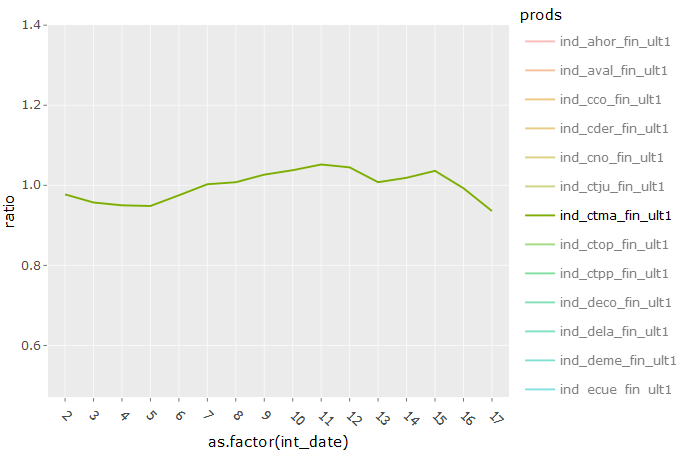 prods
ind_ahor_fin_ult1
ind_aval_fin_ult1
ind_cco_fin_ult1
ind_cder_fin_ult1
ind_cno_fin_ult1
ind_ctju_fin_ult1
ind_ctma_fin_ult1
ind_ctop_fin_ult1
ind_ctpp_fin_ult1
ind_deco_fin_ult1
ind_dela_fin_ult1
ind_deme_fin_ult1
ind_ecue_fin_ult1
1.4
1.2
1.0
0.8
0.6
ratio
2 3 4 5 6 7 8 9 10 11 12 13 14 15 16 17
as.factor(int_date)